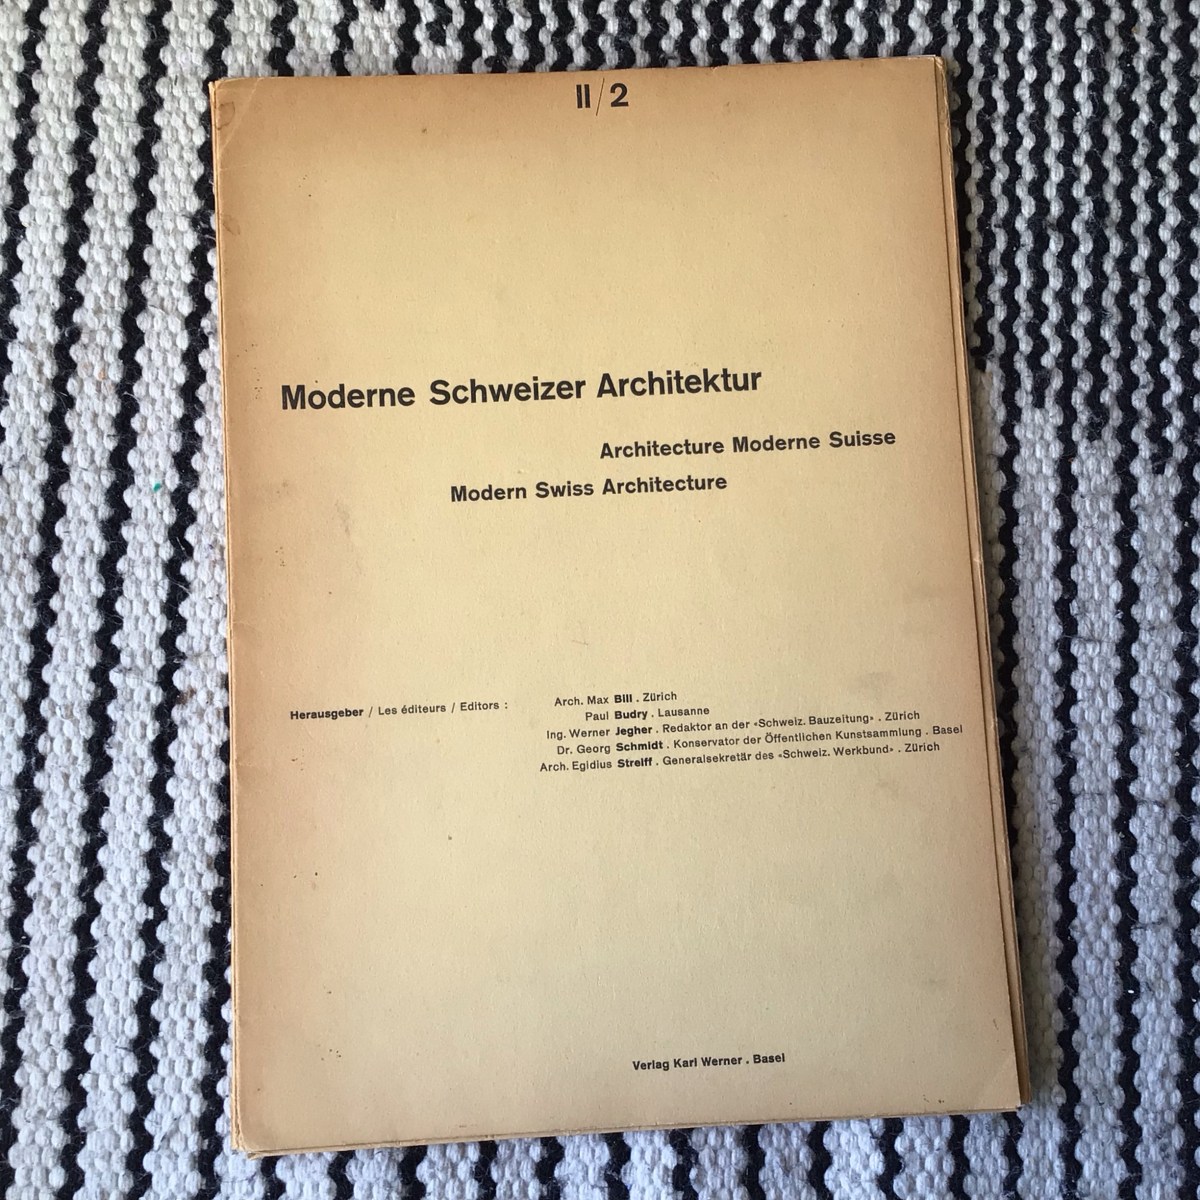 II/2
Moderne Schweizer Architektur
Architecture Moderne Suisse
Modern Swiss Architecture
Herausgeber / Les éditeurs / Editors :
Arch. Max Bill . Zürich
Paul Budry . Lausanne
Ing. Werner Jegher . Redaktor an der «Schweiz. Bauzeitung» . Zürich
Dr. Georg Schmidt . Konservator der Öffentlichen Kunstsammlung . Basel
Arch. Egidius Streiff . Generalsekretär des «Schweiz. Werkbund» . Zürich
Verlag Karl Werner . Basel